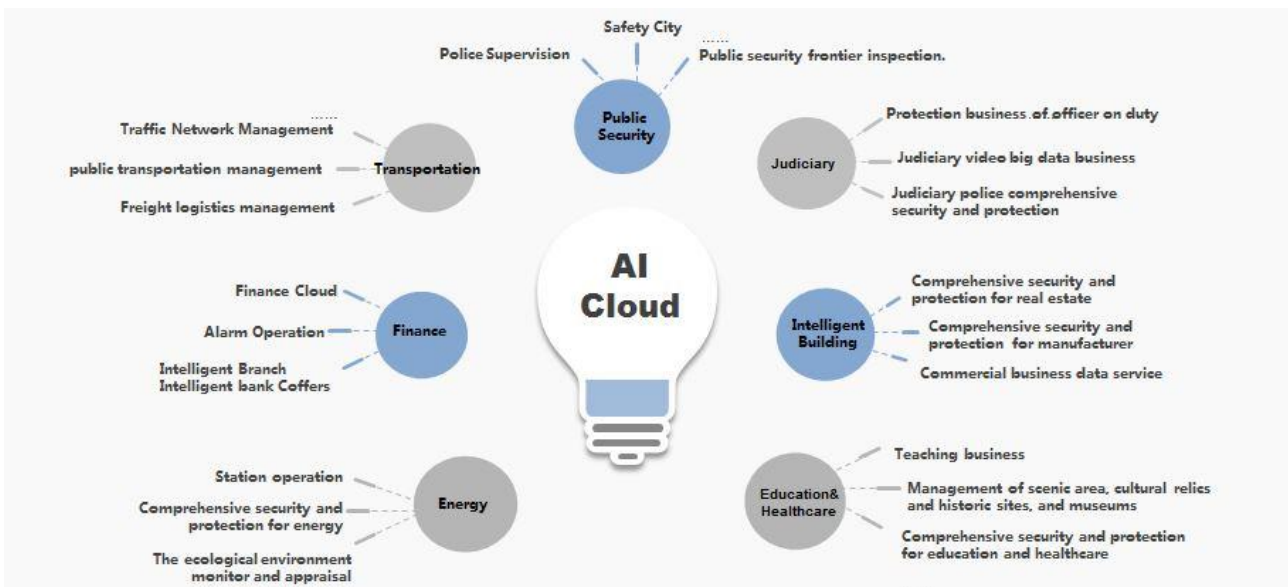 Safety City
Police Supervision
......
Public security frontier inspection.
Public
Security
......
Traffic Network Management
public transportation management
Freight logistics management
Transportation
Judiciary
Protection business of officer on duty
Judiciary video big data business
Judiciary police comprehensive
security and protection
AI
Cloud
Finance Cloud
Alarm Operation
Intelligent Branch
Intelligent bank Coffers
Finance
Intelligent
Building
Comprehensive security and
protection for real estate
Comprehensive security and
protection for manufacturer
Commercial business data service
Station operation
Comprehensive security and
protection for energy
The ecological environment
monitor and appraisal
Energy
Education&
Healthcare
Teaching business
Management of scenic area, cultural relics
and historic sites, and museums
Comprehensive security and protection
for education and healthcare